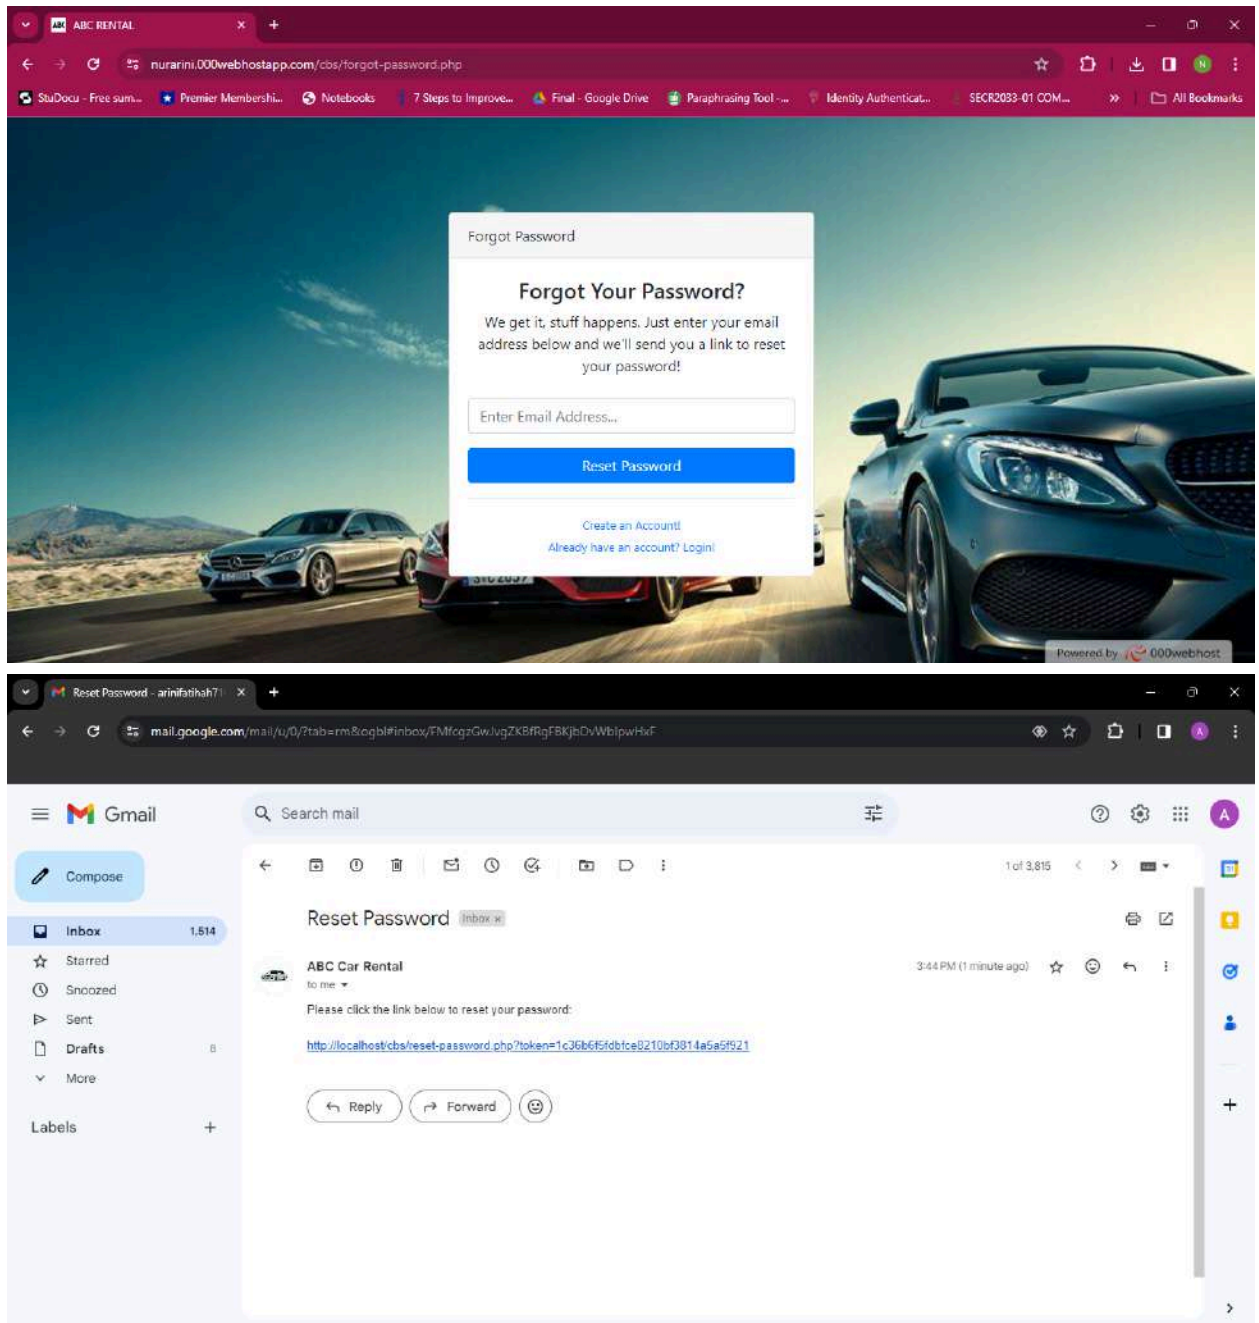 ABC RENTAL
nurarini.000webhostapp.com/cbs/forgot-password.php
StuDocu - Free sum... Premier Membershi... Notebooks 7 Steps to Improve... Final - Google Drive Paraphrasing Tool -... Identity Authenticat... SECR2033-01 COM... » All Bookmarks
Forgot Password
Forgot Your Password?
We get it, stuff happens. Just enter your email
address below and we'll send you a link to reset
your password!
Enter Email Address...
Reset Password
Create an Account!
Already have an account? Login!
Powered by 000webhost
Reset Password - arinifatihah71
mail.google.com/mail/u/0/?tab=rm&ogbl#inbox/
Gmail
Search mail
Compose
1 of 3,815
Reset Password Inbox x
Inbox 1,514
Starred
Snoozed
Sent
Drafts 8
More
Labels
ABC Car Rental
3:44 PM (1 minute ago)
to me
Please click the link below to reset your password:
http://localhost/cbs/reset-password.php?token=1c36b6f5fdbfce8210bf3814a5a5f921
Reply
Forward